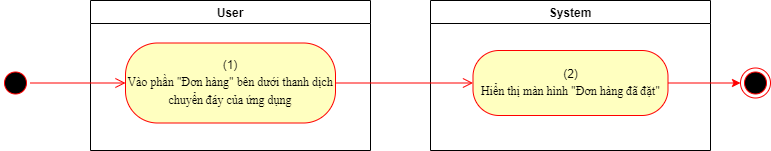 User
System
(1)
Vào phần "Đơn hàng" bên dưới thanh dịch
chuyển đáy của ứng dụng
(2)
Hiển thị màn hình "Đơn hàng đã đặt"